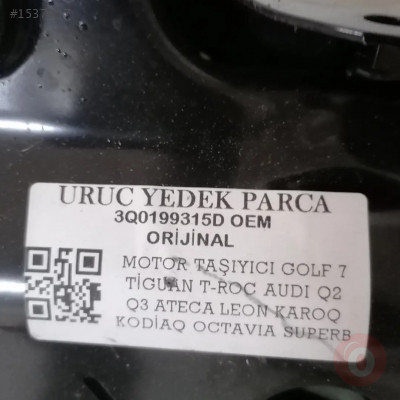 #1537
URUC YEDEK PARCA
3Q0199315D OEM
ORİJİNAL
MOTOR TAŞIYICI GOLF 7
TİGUAN T-ROC AUDI Q2
Q3 ATECA LEON KAROQ
KODİAQ OCTAVIA SUPERB